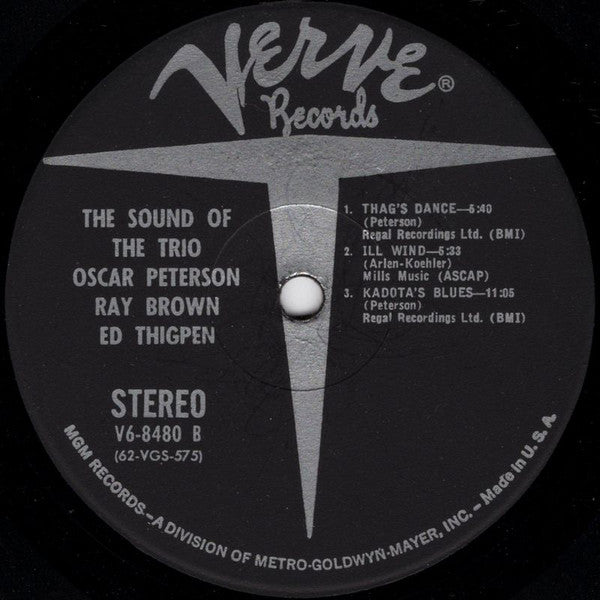 VERVE®
Records
THE SOUND OF
THE TRIO
OSCAR PETERSON
RAY BROWN
ED THIGPEN
STEREO
V6-8480 B
(62-VGS-575)
1. THAG'S DANCE—5:40
(Peterson)
Regal Recordings Ltd. (BMI)
2. ILL WIND—5:33
(Arlen-Koehler)
Mills Music (ASCAP)
3. KADOTA'S BLUES—11:05
(Peterson)
Regal Recordings Ltd. (BMI)
MGM RECORDS—A DIVISION OF METRO-GOLDWYN-MAYER, INC. – Made in U. S. A.